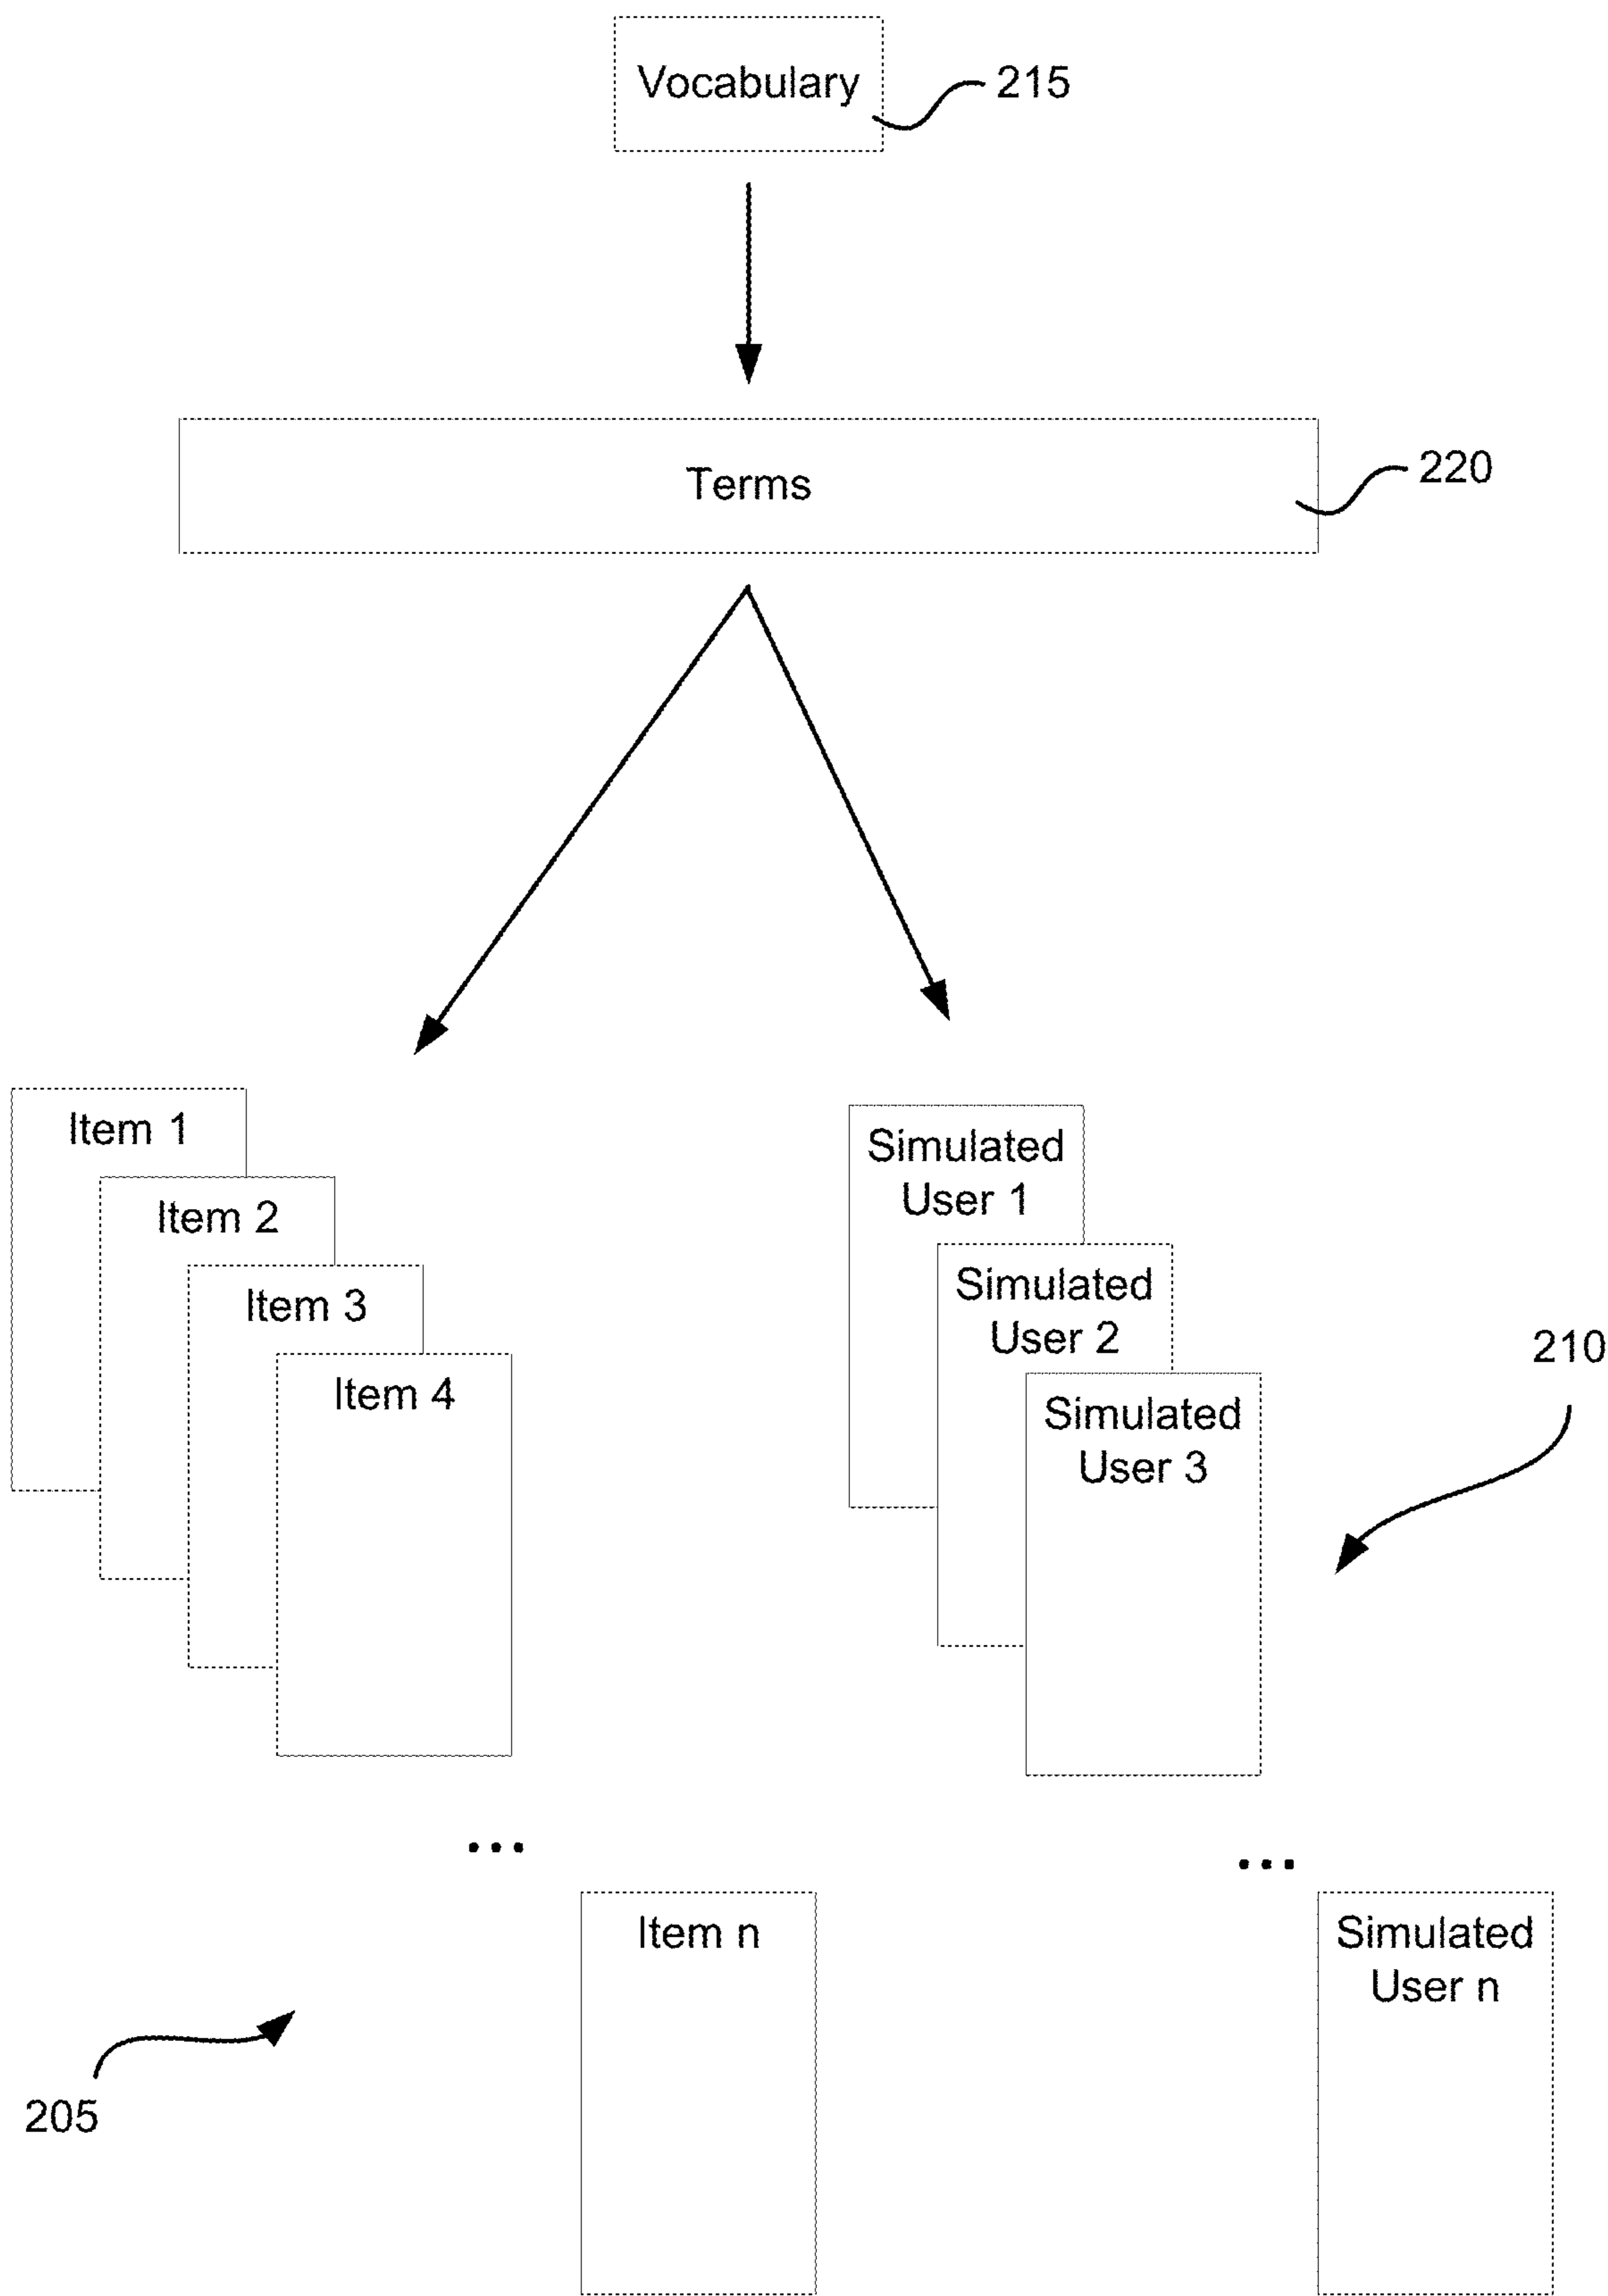 Vocabulary
215
Terms
220
Item 1
Item 2
Item 3
Item 4
...
Item n
205
Simulated
User 1
Simulated
User 2
Simulated
User 3
210
...
Simulated
User n